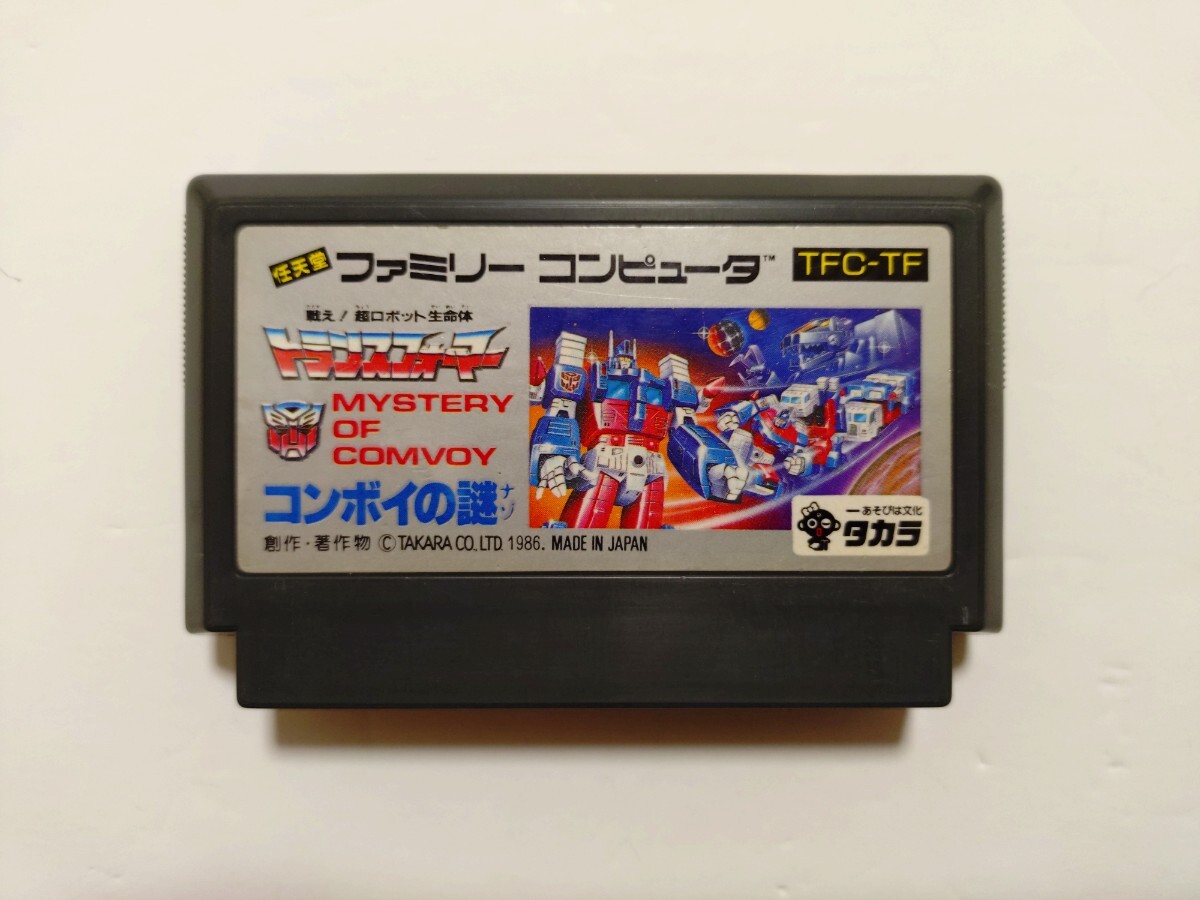 任天堂 ファミリー コンピュータ™ TFC-TF
戦え! 超ロボット生命体
トランスフォーマー
MYSTERY
OF
COMVOY
コンボイの謎 ナゾ
創作・著作物 ©TAKARA CO.,LTD. 1986. MADE IN JAPAN
ーあそびは文化
タカラ